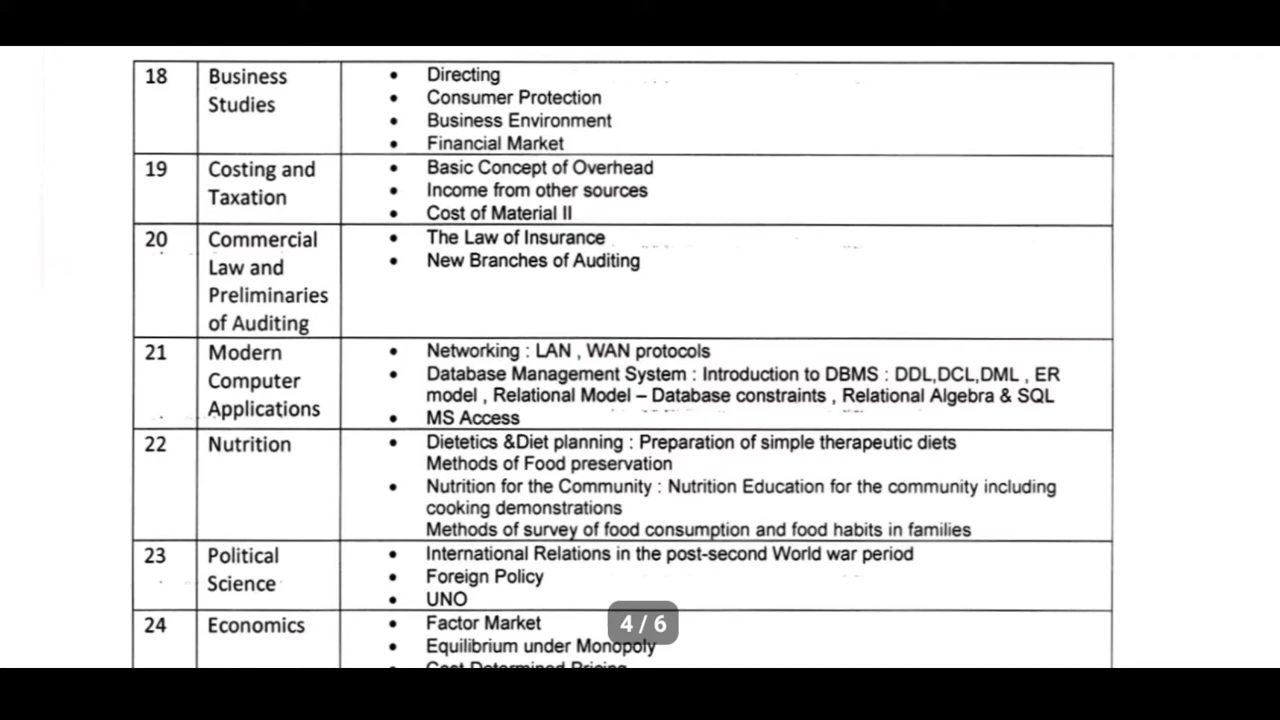 18 Business Studies
• Directing
• Consumer Protection
• Business Environment
• Financial Market
19 Costing and Taxation
• Basic Concept of Overhead
• Income from other sources
• Cost of Material II
20 Commercial Law and Preliminaries of Auditing
• The Law of Insurance
• New Branches of Auditing
21 Modern Computer Applications
• Networking : LAN , WAN protocols
• Database Management System : Introduction to DBMS : DDL,DCL,DML , ER
model , Relational Model – Database constraints , Relational Algebra & SQL
• MS Access
22 Nutrition
• Dietetics &Diet planning : Preparation of simple therapeutic diets
Methods of Food preservation
• Nutrition for the Community : Nutrition Education for the community including
cooking demonstrations
Methods of survey of food consumption and food habits in families
23 Political Science
• International Relations in the post-second World war period
• Foreign Policy
• UNO
24 Economics
• Factor Market
• Equilibrium under Monopoly
• Cost Determined Pricing
4 / 6